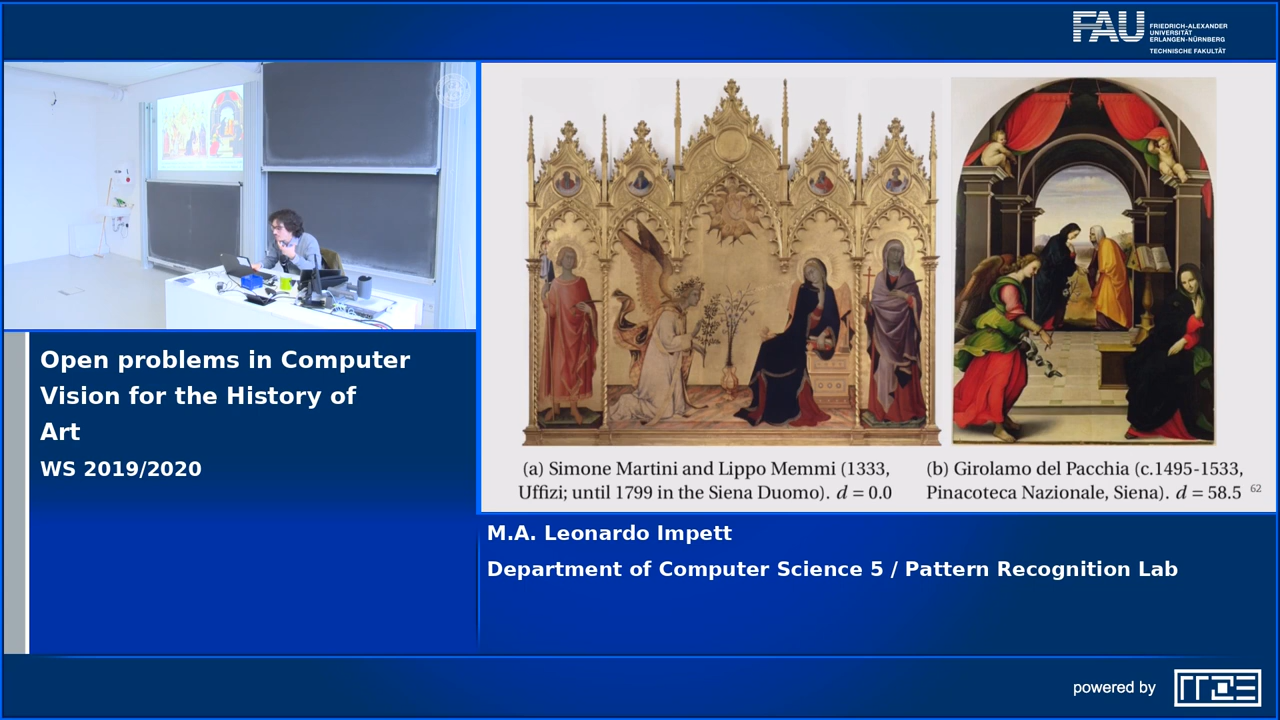 FAU
FRIEDRICH-ALEXANDER
UNIVERSITÄT
ERLANGEN-NÜRNBERG
TECHNISCHE FAKULTÄT
(a) Simone Martini and Lippo Memmi (1333,
Uffizi; until 1799 in the Siena Duomo). d = 0.0
(b) Girolamo del Pacchia (c.1495-1533,
Pinacoteca Nazionale, Siena). d = 58.5
62
Open problems in Computer
Vision for the History of
Art
WS 2019/2020
M.A. Leonardo Impett
Department of Computer Science 5 / Pattern Recognition Lab
powered by
rrze